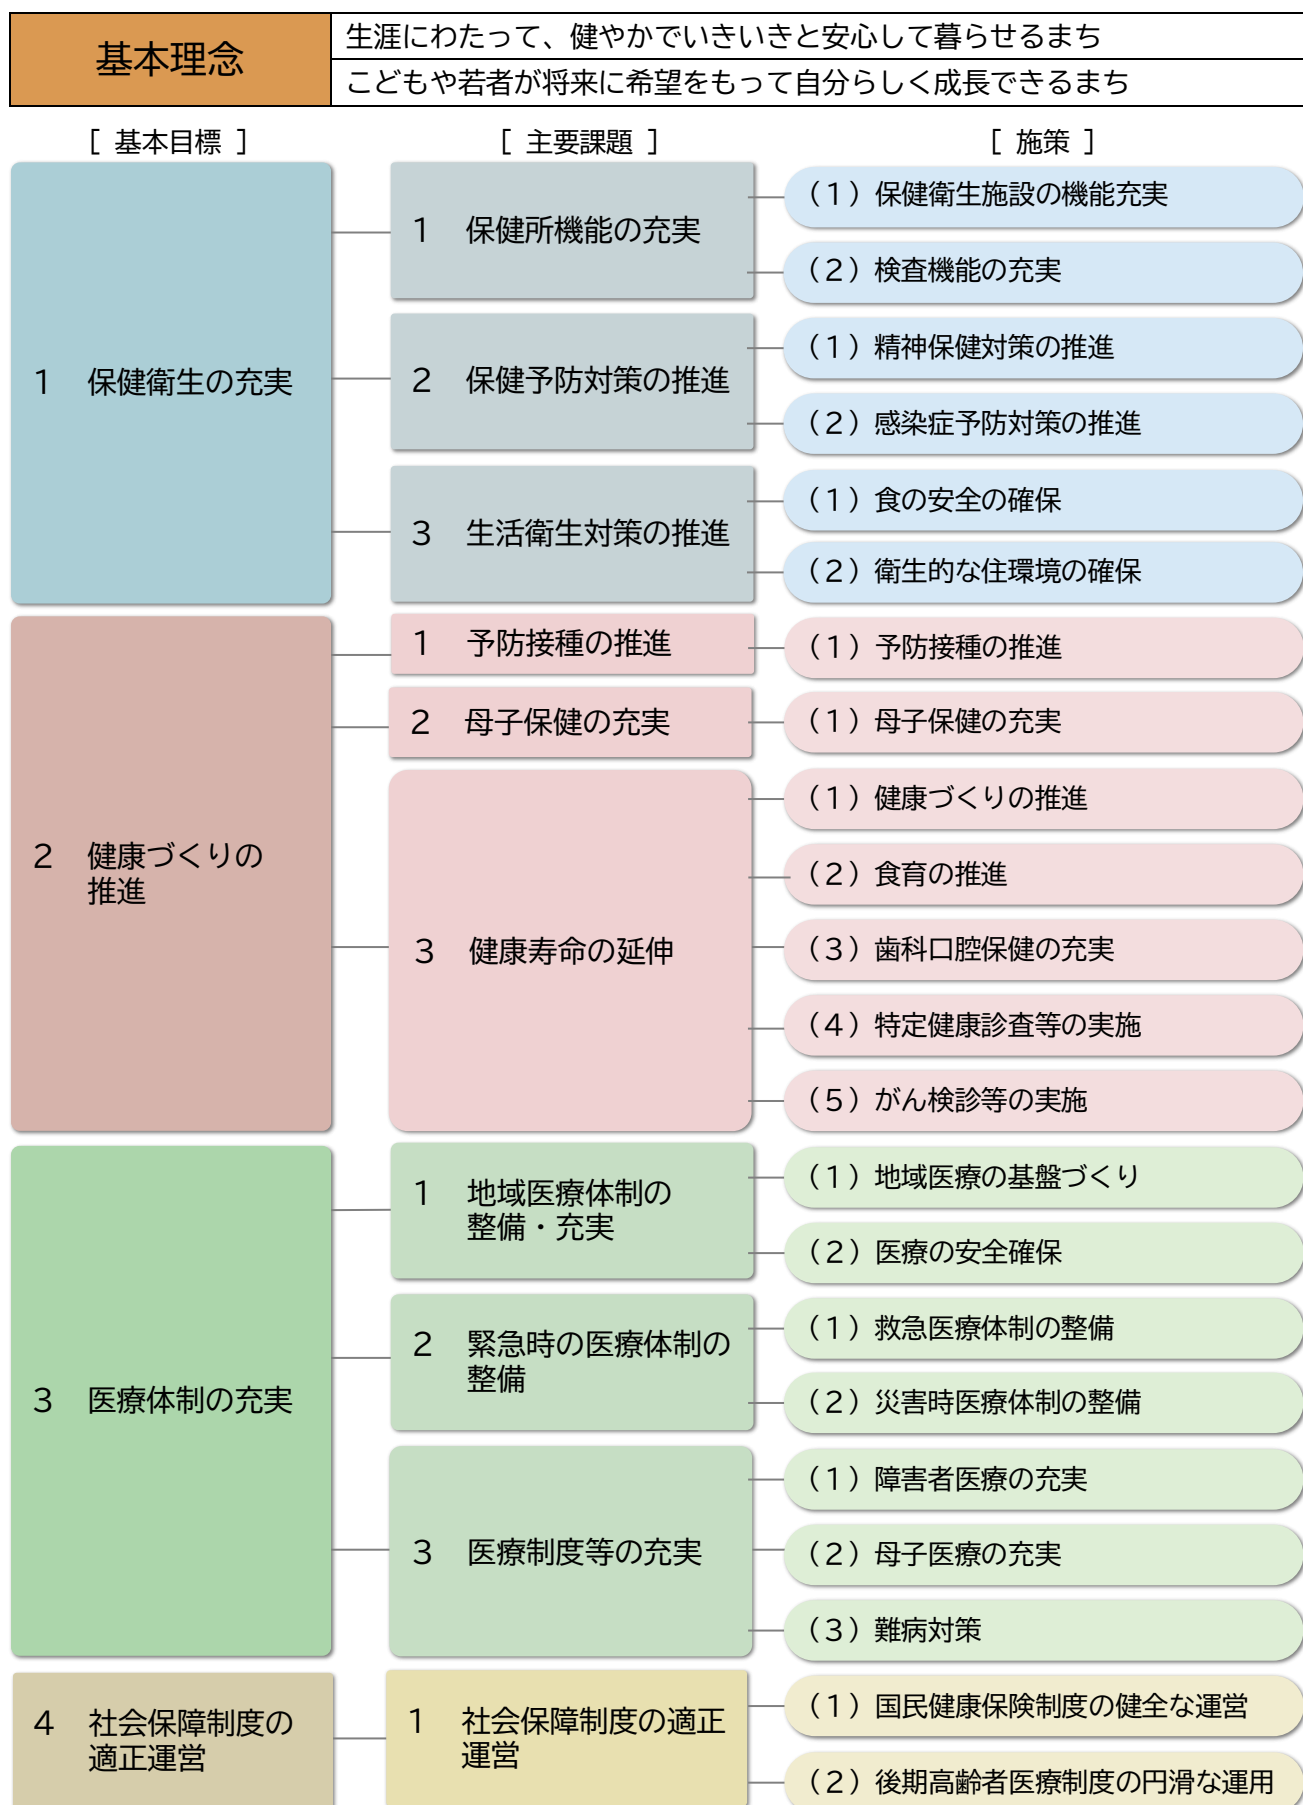 基本理念
生涯にわたって、健やかでいきいきと安心して暮らせるまち
こどもや若者が将来に希望をもって自分らしく成長できるまち
［ 基本目標 ］
［ 主要課題 ］
［ 施策 ］
1 保健衛生の充実
1 保健所機能の充実
（１）保健衛生施設の機能充実
（２）検査機能の充実
2 保健予防対策の推進
（１）精神保健対策の推進
（２）感染症予防対策の推進
3 生活衛生対策の推進
（１）食の安全の確保
（２）衛生的な住環境の確保
2 健康づくりの
推進
1 予防接種の推進
（１）予防接種の推進
2 母子保健の充実
（１）母子保健の充実
3 健康寿命の延伸
（１）健康づくりの推進
（２）食育の推進
（３）歯科口腔保健の充実
（４）特定健康診査等の実施
（５）がん検診等の実施
3 医療体制の充実
1 地域医療体制の
整備・充実
（１）地域医療の基盤づくり
（２）医療の安全確保
2 緊急時の医療体制の
整備
（１）救急医療体制の整備
（２）災害時医療体制の整備
3 医療制度等の充実
（１）障害者医療の充実
（２）母子医療の充実
（３）難病対策
4 社会保障制度の
適正運営
1 社会保障制度の適正
運営
（１）国民健康保険制度の健全な運営
（２）後期高齢者医療制度の円滑な運用